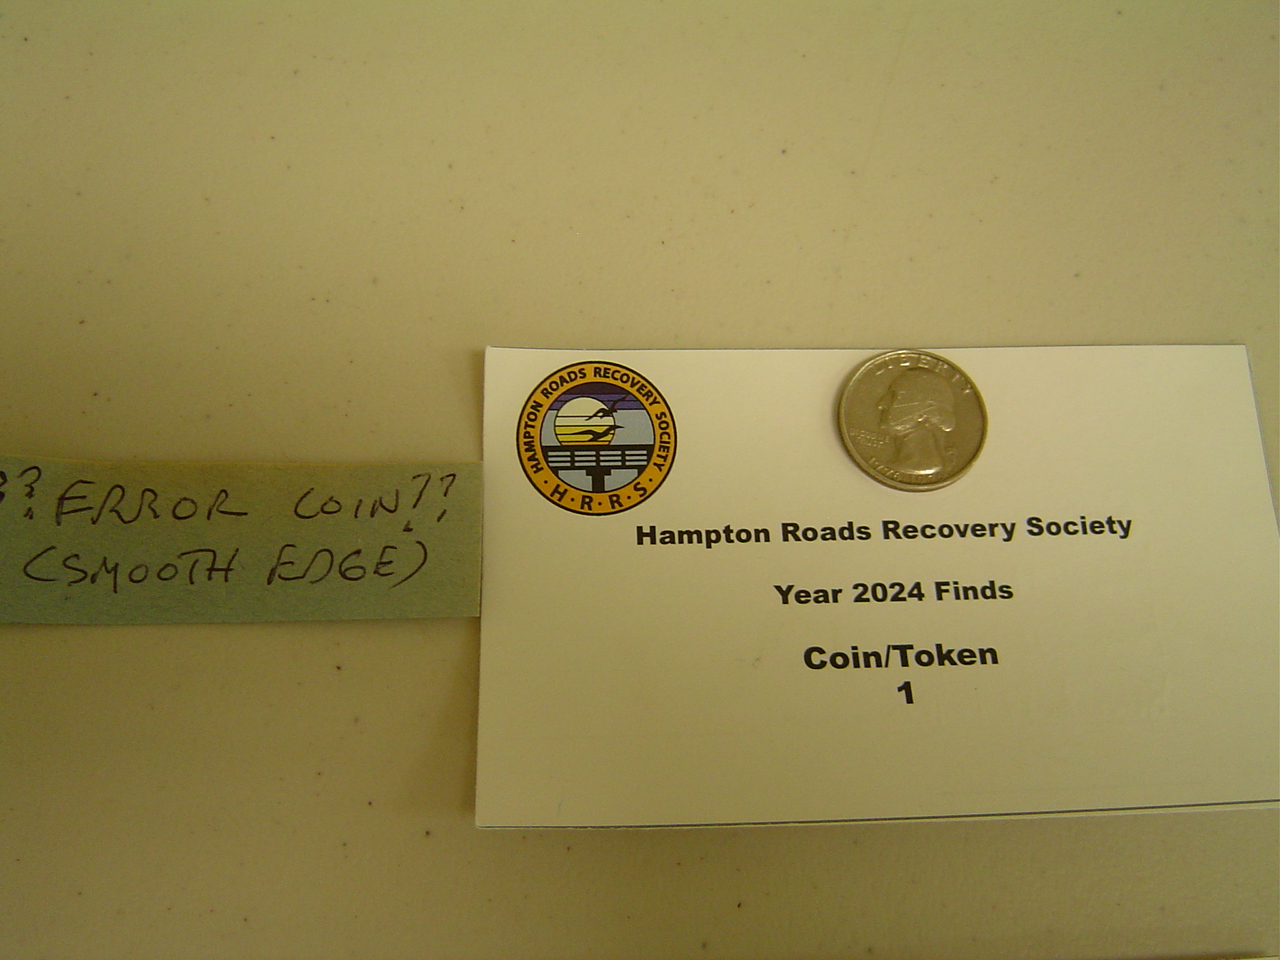 ??ERROR COIN??
(SMOOTH EDGE)
HAMPTON ROADS RECOVERY SOCIETY
· H · R · R · S ·
LIBERTY
Hampton Roads Recovery Society
Year 2024 Finds
Coin/Token
1